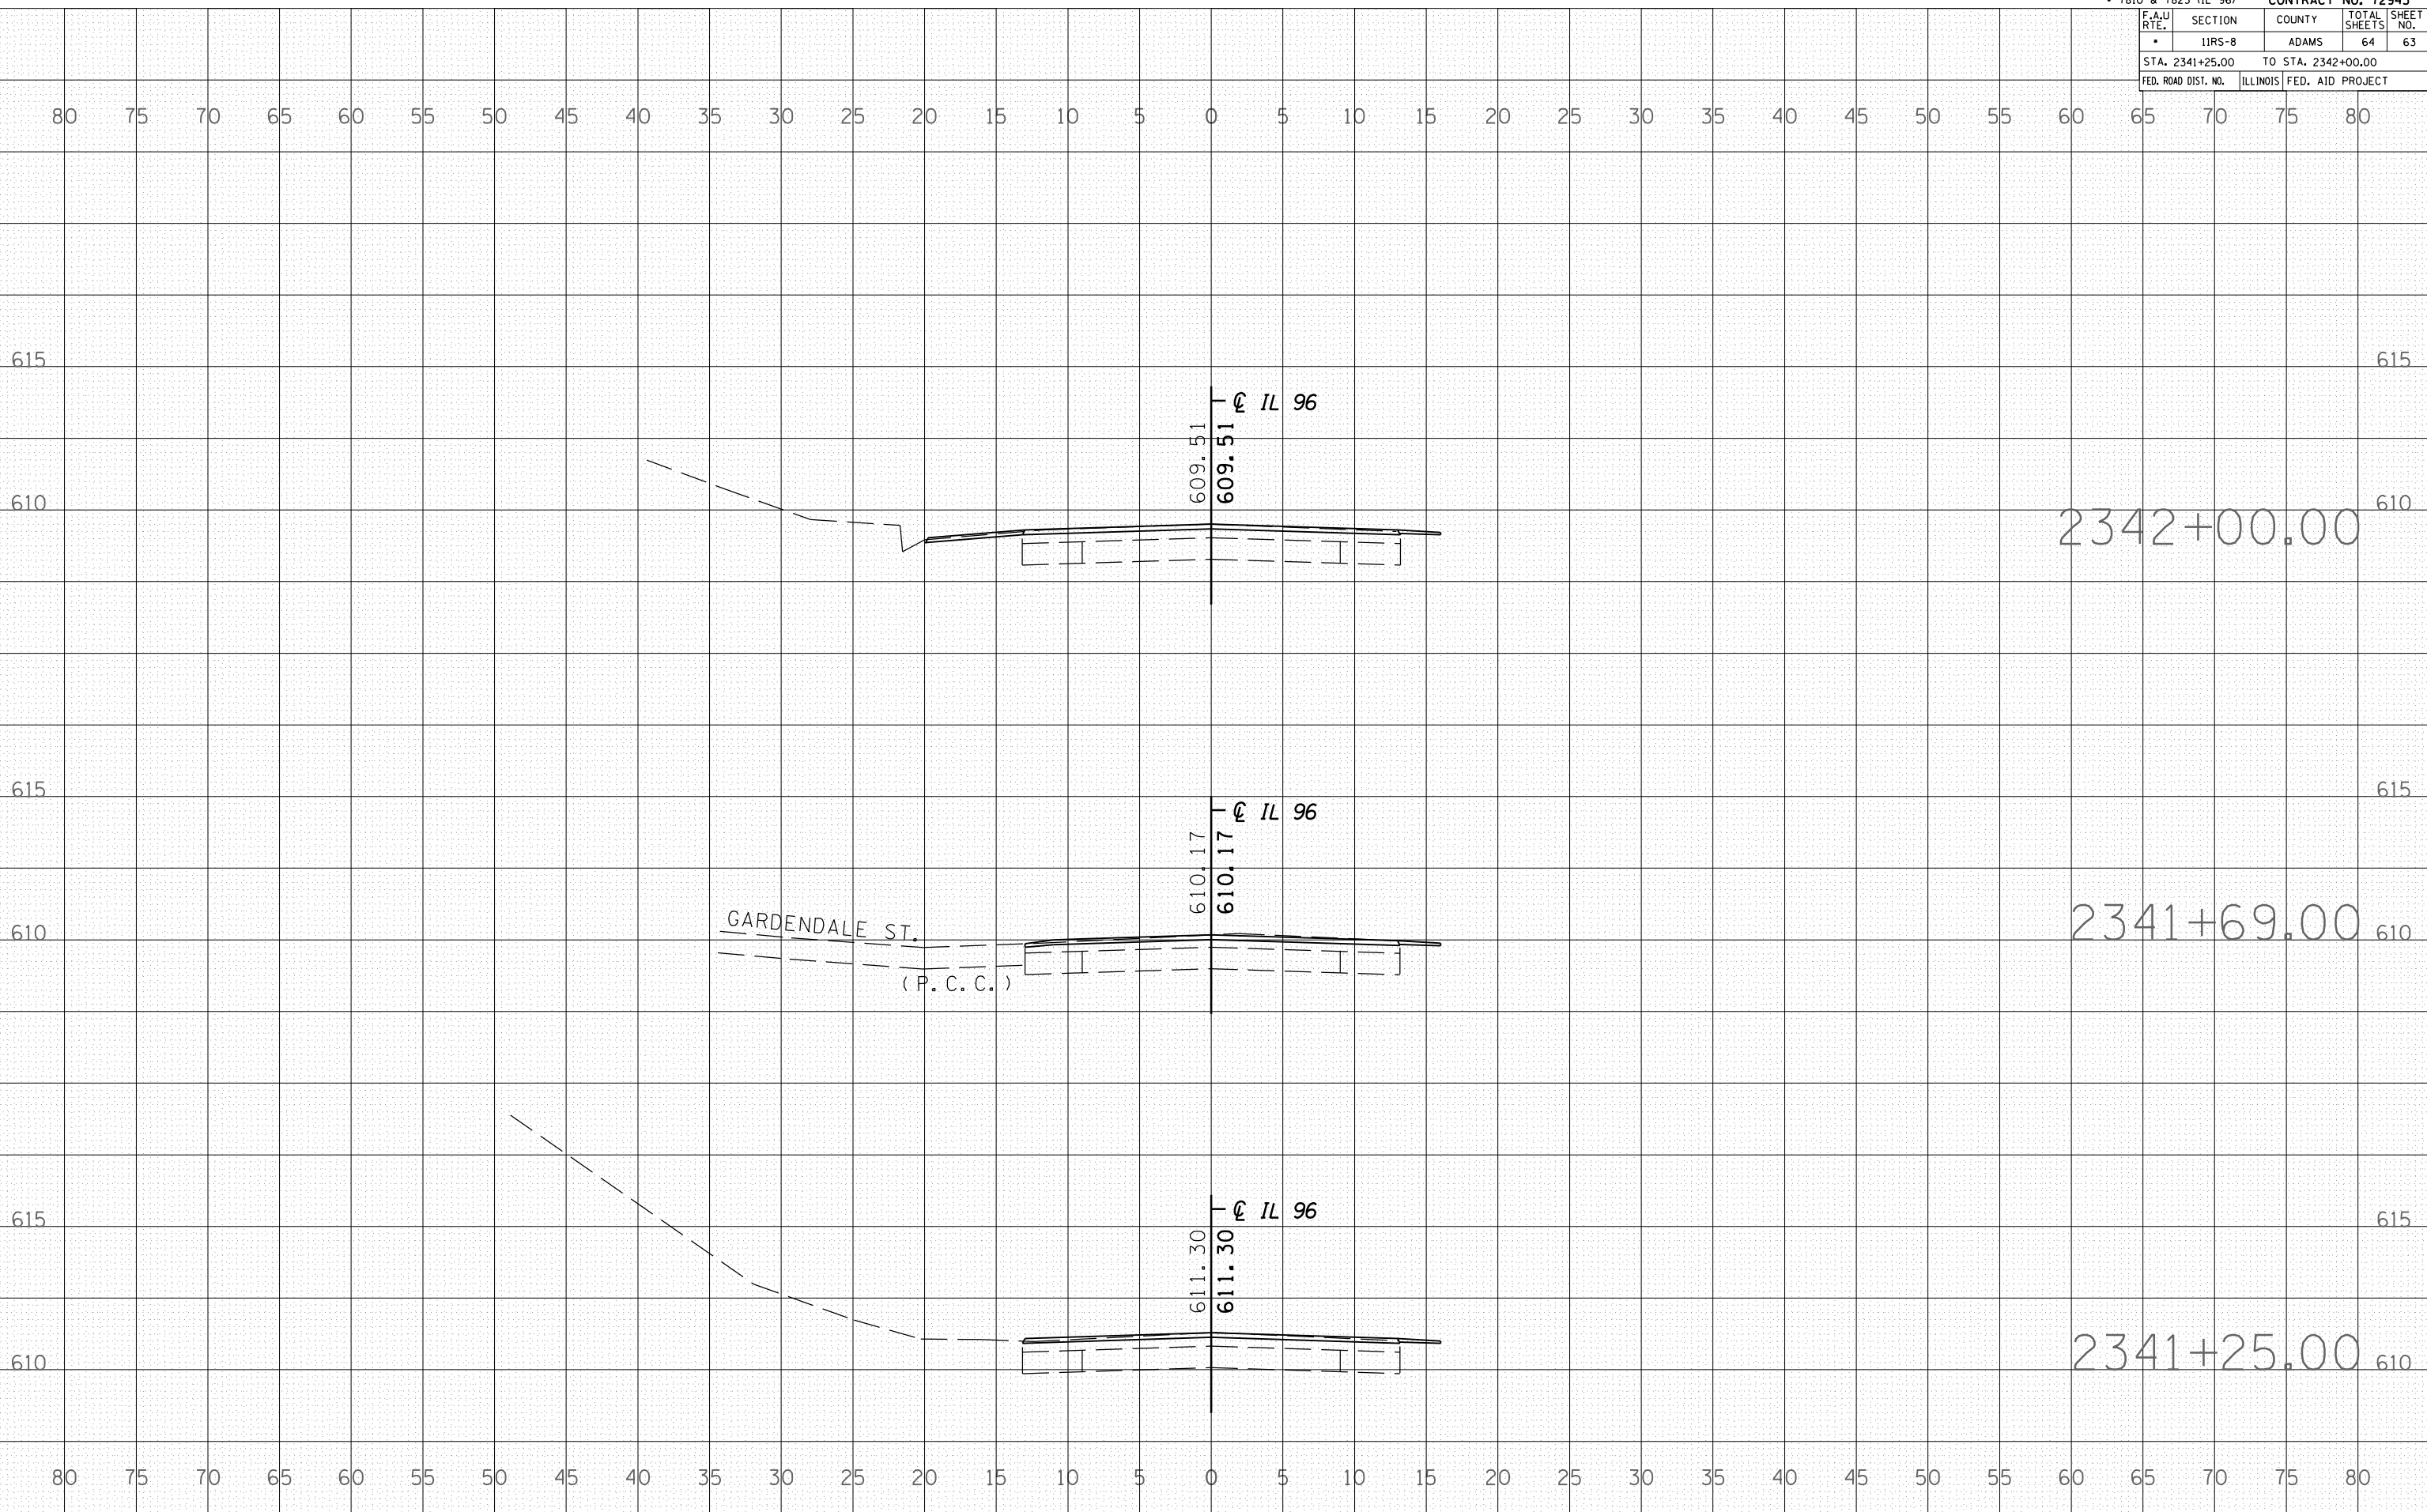 CONTRACT NO. 72945
F.A.U RTE. SECTION COUNTY TOTAL SHEETS SHEET NO.
* 11RS-8 ADAMS 64 63
STA. 2341+25.00 TO STA. 2342+00.00
FED. ROAD DIST. NO. ILLINOIS FED. AID PROJECT
80 75 70 65 60 55 50 45 40 35 30 25 20 15 10 5 0 5 10 15 20 25 30 35 40 45 50 55 60 65 70 75 80
615 615
℄ IL 96
609.51 609.51
610 2342+00.00 610
615 615
℄ IL 96
610.17 610.17
GARDENDALE ST.
610 2341+69.00 610
(P.C.C.)
615 615
℄ IL 96
611.30 611.30
610 2341+25.00 610
80 75 70 65 60 55 50 45 40 35 30 25 20 15 10 5 0 5 10 15 20 25 30 35 40 45 50 55 60 65 70 75 80